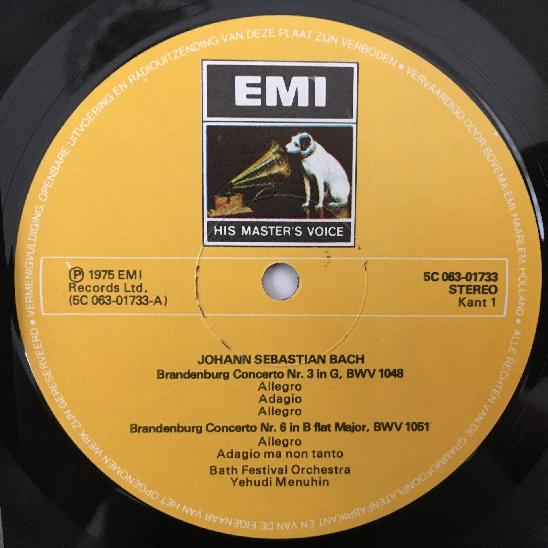 EMI
HIS MASTER'S VOICE
℗ 1975 EMI
Records Ltd.
(5C 063-01733-A)
5C 063-01733
STEREO
Kant 1
JOHANN SEBASTIAN BACH
Brandenburg Concerto Nr. 3 in G, BWV 1048
Allegro
Adagio
Allegro
Brandenburg Concerto Nr. 6 in B flat Major, BWV 1051
Allegro
Adagio ma non tanto
Bath Festival Orchestra
Yehudi Menuhin
VERVAARDIGD DOOR BOVEMA EMI, HAARLEM, HOLLAND • ALLE RECHTEN VAN DE GRAMMOFOONPLATENFABRIKANT EN VAN DE EIGENAAR VAN HET OPGENOMEN WERK ZIJN GERESERVEERD • VERMENIGVULDIGING, OPENBARE UITVOERING EN RADIOUITZENDING VAN DEZE PLAAT ZIJN VERBODEN •